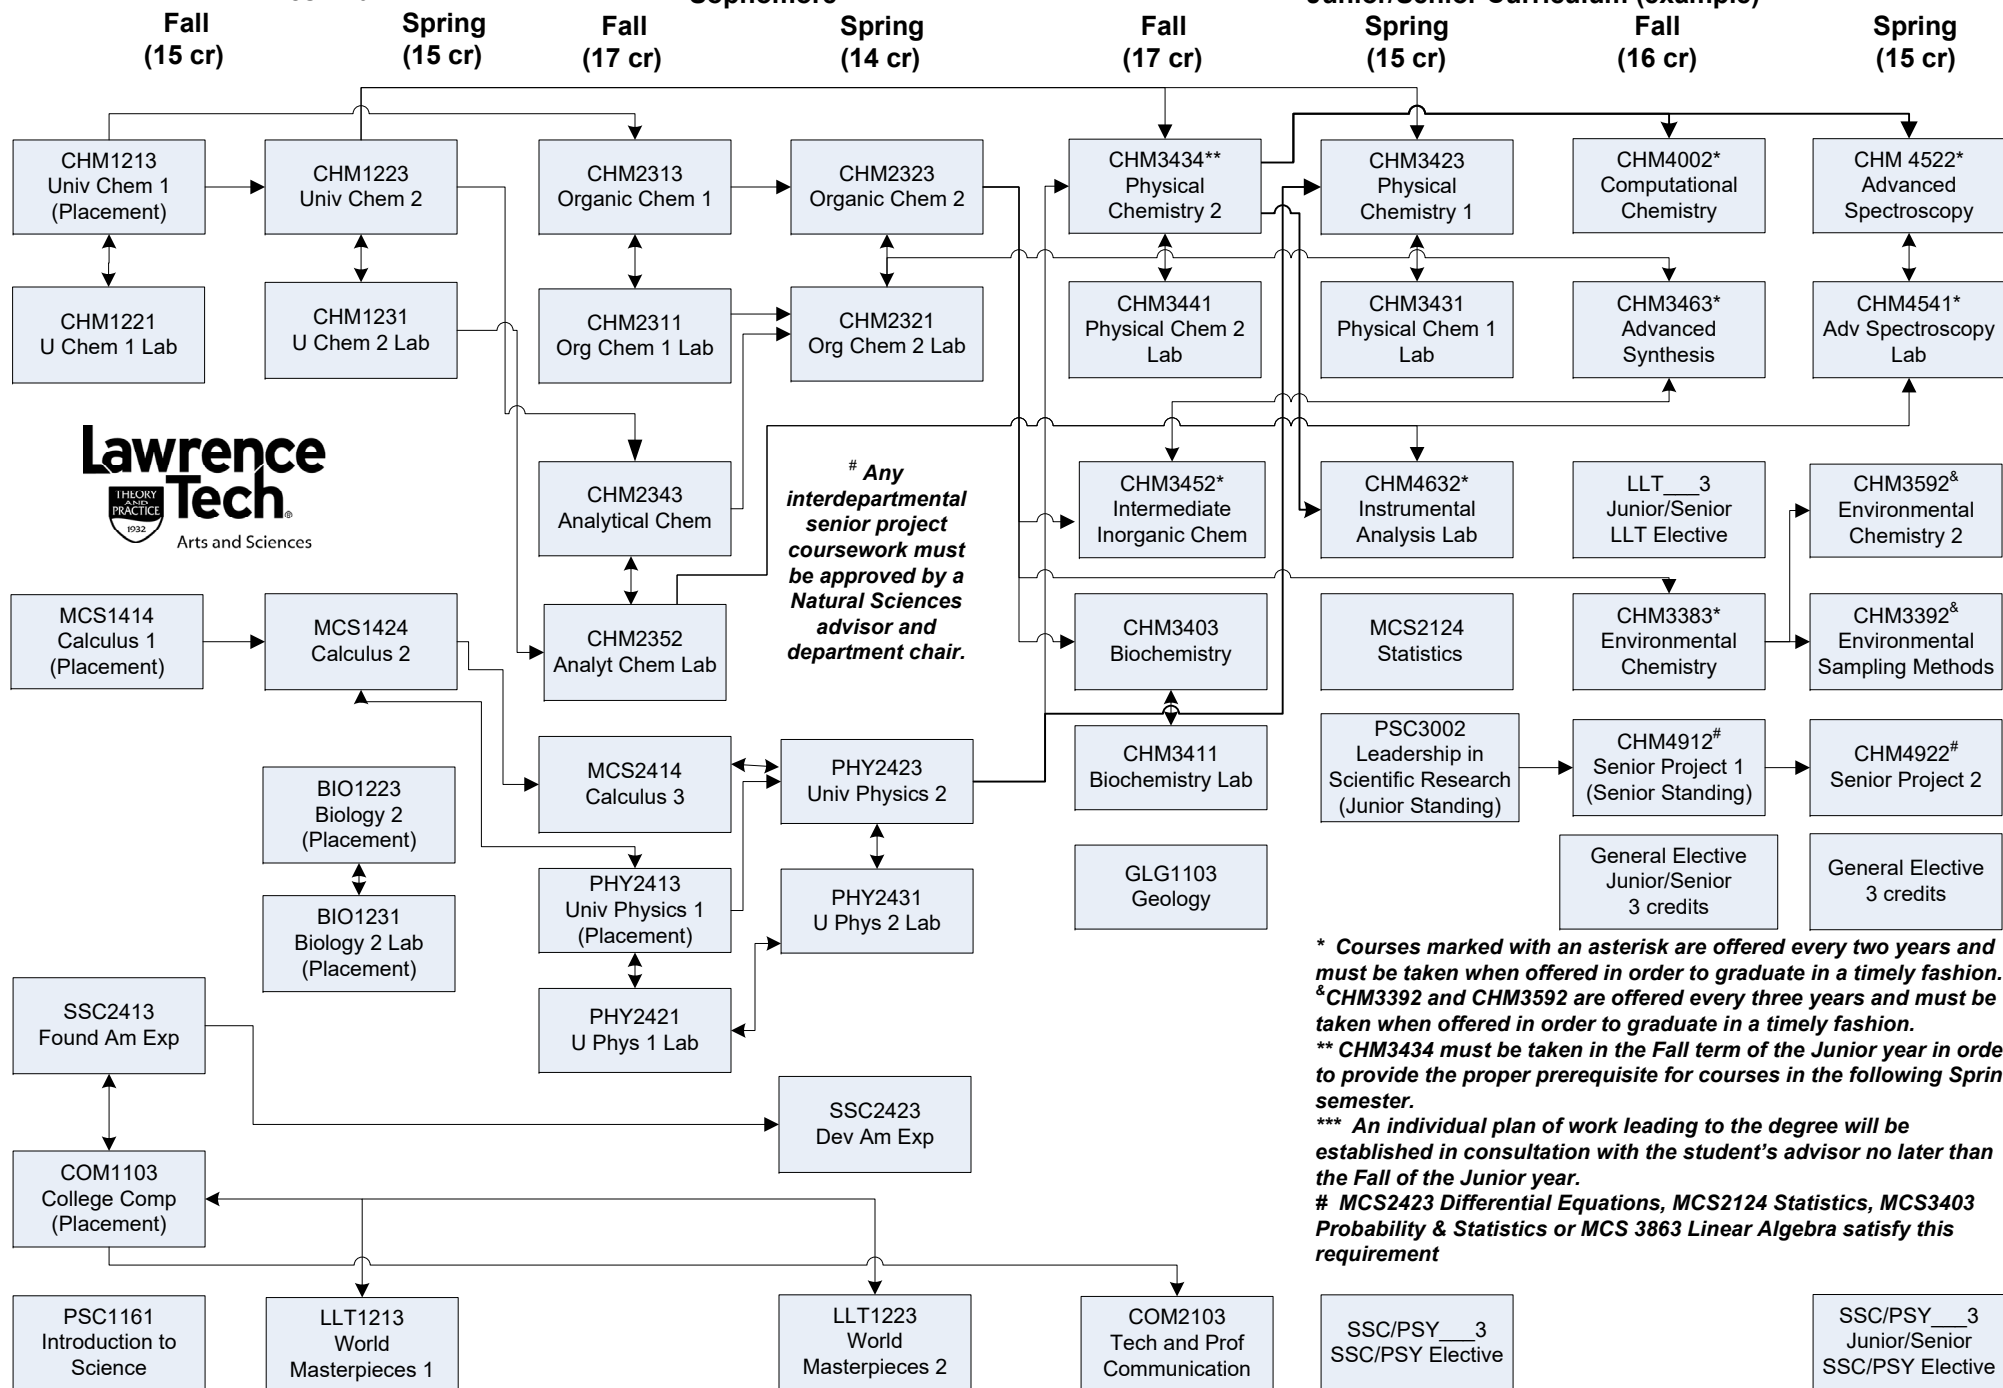 Sophomore
Junior/Senior Curriculum (example)
Fall
(15 cr)
Spring
(15 cr)
Fall
(17 cr)
Spring
(14 cr)
Fall
(17 cr)
Spring
(15 cr)
Fall
(16 cr)
Spring
(15 cr)
CHM1213
Univ Chem 1
(Placement)
CHM1223
Univ Chem 2
CHM2313
Organic Chem 1
CHM2323
Organic Chem 2
CHM3434**
Physical
Chemistry 2
CHM3423
Physical
Chemistry 1
CHM4002*
Computational
Chemistry
CHM 4522*
Advanced
Spectroscopy
CHM1221
U Chem 1 Lab
CHM1231
U Chem 2 Lab
CHM2311
Org Chem 1 Lab
CHM2321
Org Chem 2 Lab
CHM3441
Physical Chem 2
Lab
CHM3431
Physical Chem 1
Lab
CHM3463*
Advanced
Synthesis
CHM4541*
Adv Spectroscopy
Lab
Lawrence
Tech
THEORY
AND
PRACTICE
1932
Arts and Sciences
CHM2343
Analytical Chem
# Any
interdepartmental
senior project
coursework must
be approved by a
Natural Sciences
advisor and
department chair.
CHM3452*
Intermediate
Inorganic Chem
CHM4632*
Instrumental
Analysis Lab
LLT___3
Junior/Senior
LLT Elective
CHM3592&
Environmental
Chemistry 2
MCS1414
Calculus 1
(Placement)
MCS1424
Calculus 2
CHM2352
Analyt Chem Lab
CHM3403
Biochemistry
MCS2124
Statistics
CHM3383*
Environmental
Chemistry
CHM3392&
Environmental
Sampling Methods
BIO1223
Biology 2
(Placement)
MCS2414
Calculus 3
PHY2423
Univ Physics 2
CHM3411
Biochemistry Lab
PSC3002
Leadership in
Scientific Research
(Junior Standing)
CHM4912#
Senior Project 1
(Senior Standing)
CHM4922#
Senior Project 2
BIO1231
Biology 2 Lab
(Placement)
PHY2413
Univ Physics 1
(Placement)
PHY2431
U Phys 2 Lab
GLG1103
Geology
General Elective
Junior/Senior
3 credits
General Elective
3 credits
SSC2413
Found Am Exp
PHY2421
U Phys 1 Lab
SSC2423
Dev Am Exp
* Courses marked with an asterisk are offered every two years and
must be taken when offered in order to graduate in a timely fashion.
&CHM3392 and CHM3592 are offered every three years and must be
taken when offered in order to graduate in a timely fashion.
** CHM3434 must be taken in the Fall term of the Junior year in orde
to provide the proper prerequisite for courses in the following Sprin
semester.
*** An individual plan of work leading to the degree will be
established in consultation with the student's advisor no later than
the Fall of the Junior year.
# MCS2423 Differential Equations, MCS2124 Statistics, MCS3403
Probability & Statistics or MCS 3863 Linear Algebra satisfy this
requirement
COM1103
College Comp
(Placement)
PSC1161
Introduction to
Science
LLT1213
World
Masterpieces 1
LLT1223
World
Masterpieces 2
COM2103
Tech and Prof
Communication
SSC/PSY___3
SSC/PSY Elective
SSC/PSY___3
Junior/Senior
SSC/PSY Elective